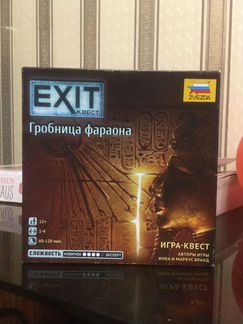 EXIT
КВЕСТ
ZVEZDA
Гробница фараона
12+
1-4
60-120 мин.
ИГРА-КВЕСТ
АВТОРЫ ИГРЫ
ИНКА И МАРКУС БРАНД
СЛОЖНОСТЬ НОВИЧОК ЭКСПЕРТ
AUS